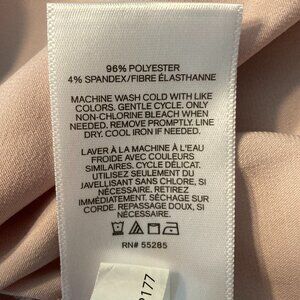 96% POLYESTER
4% SPANDEX/FIBRE ÉLASTHANNE
MACHINE WASH COLD WITH LIKE
COLORS. GENTLE CYCLE. ONLY
NON-CHLORINE BLEACH WHEN
NEEDED. REMOVE PROMPTLY. LINE
DRY. COOL IRON IF NEEDED.
LAVER À LA MACHINE À L'EAU
FROIDE AVEC COULEURS
SIMILAIRES. CYCLE DÉLICAT.
UTILISEZ SEULEMENT DU
JAVELLISANT SANS CHLORE, SI
NÉCESSAIRE. RETIREZ
IMMÉDIATEMENT. SÉCHAGE SUR
CORDE. REPASSAGE DOUX, SI
NÉCESSAIRE.
RN# 55285